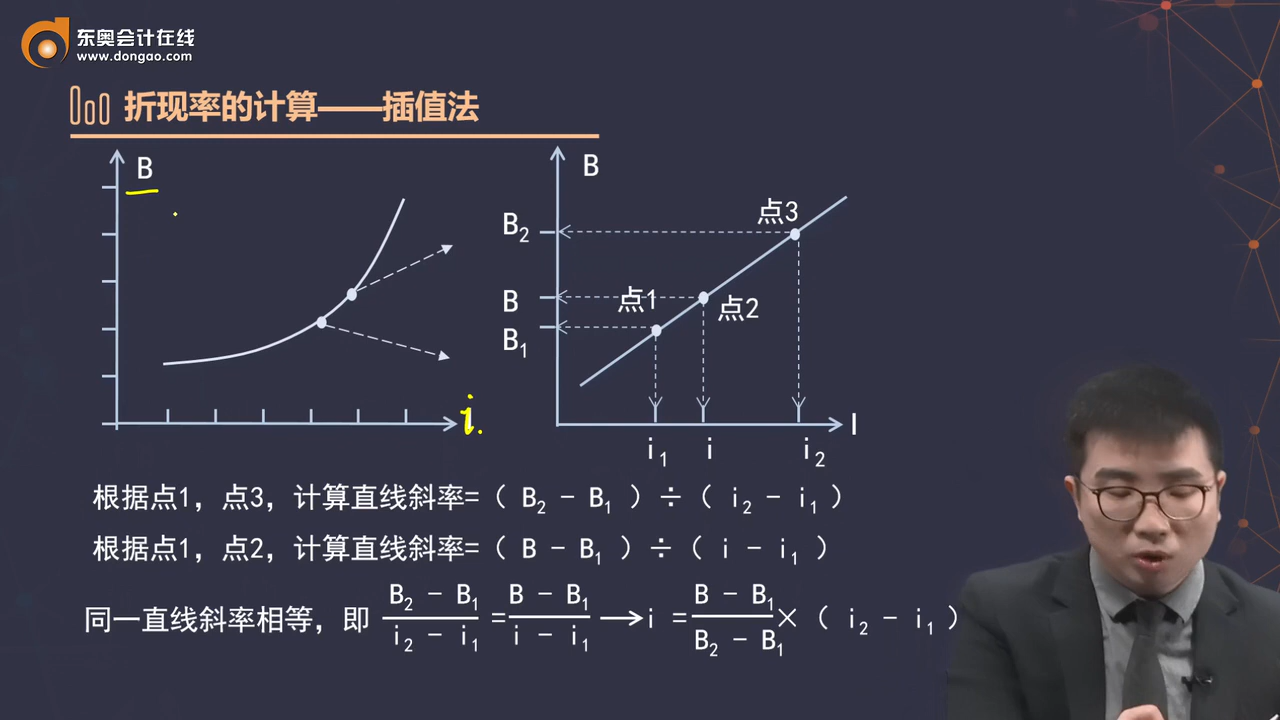 东奥会计在线
www.dongao.com
折现率的计算——插值法
B
i.
B
B₂
B
B₁
点3
点1
点2
i₁ i i₂
I
根据点1，点3，计算直线斜率=（ B₂ - B₁ ）÷（ i₂ - i₁ ）
根据点1，点2，计算直线斜率=（ B - B₁ ）÷（ i - i₁ ）
同一直线斜率相等，即 (B₂ - B₁)/(i₂ - i₁) = (B - B₁)/(i - i₁) → i = (B - B₁)/(B₂ - B₁) ×（ i₂ - i₁ ）